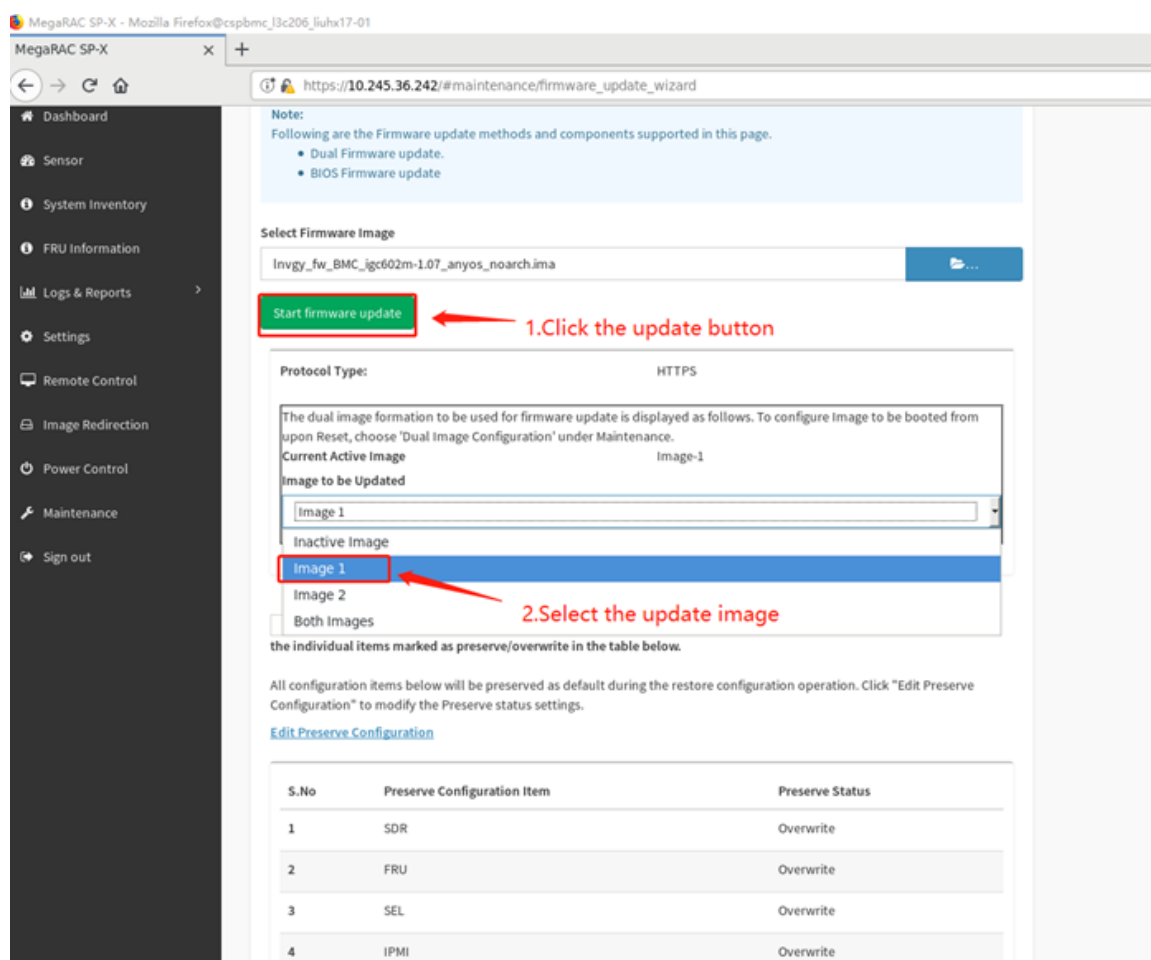 MegaRAC SP-X - Mozilla Firefox@cspbmc_l3c206_liuhx17-01
MegaRAC SP-X
https://10.245.36.242/#maintenance/firmware_update_wizard
Dashboard
Sensor
System Inventory
FRU Information
Logs & Reports
Settings
Remote Control
Image Redirection
Power Control
Maintenance
Sign out
Note:
Following are the Firmware update methods and components supported in this page.
Dual Firmware update.
BIOS Firmware update
Select Firmware Image
lnvgy_fw_BMC_igc602m-1.07_anyos_noarch.ima
...
Start firmware update
1.Click the update button
Protocol Type: HTTPS
The dual image formation to be used for firmware update is displayed as follows. To configure Image to be booted from
upon Reset, choose 'Dual Image Configuration' under Maintenance.
Current Active Image Image-1
Image to be Updated
Image 1
Inactive Image
Image 1
Image 2
Both Images
2.Select the update image
the individual items marked as preserve/overwrite in the table below.
All configuration items below will be preserved as default during the restore configuration operation. Click "Edit Preserve
Configuration" to modify the Preserve status settings.
Edit Preserve Configuration
S.No Preserve Configuration Item Preserve Status
1 SDR Overwrite
2 FRU Overwrite
3 SEL Overwrite
4 IPMI Overwrite